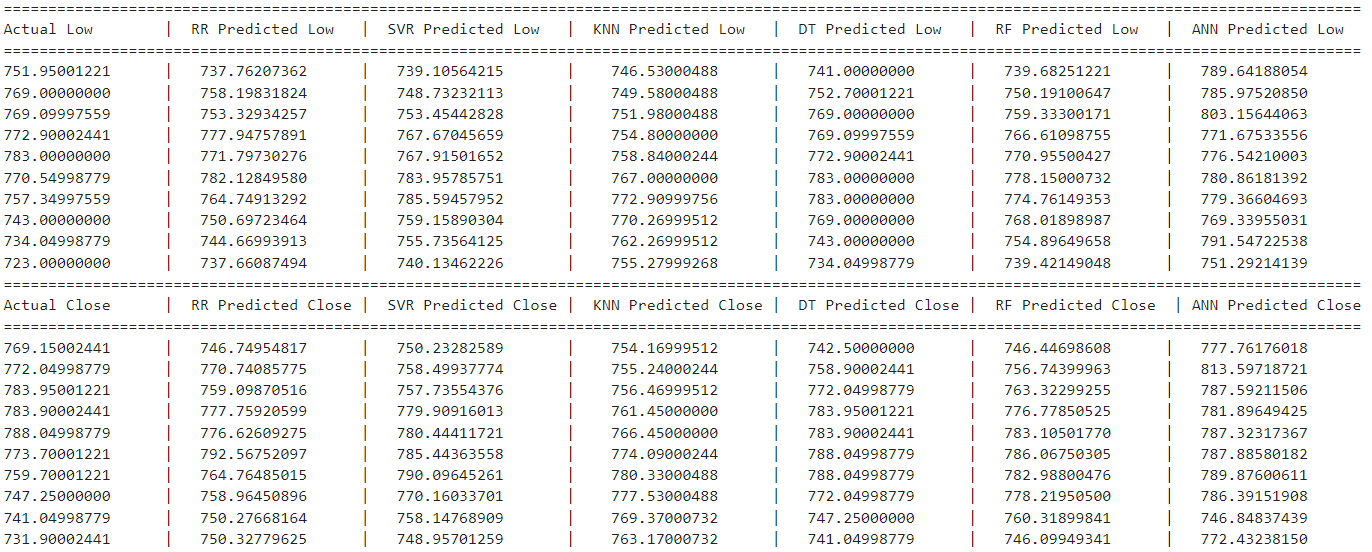 Actual Low | RR Predicted Low | SVR Predicted Low | KNN Predicted Low | DT Predicted Low | RF Predicted Low | ANN Predicted Low
751.95001221 | 737.76207362 | 739.10564215 | 746.53000488 | 741.00000000 | 739.68251221 | 789.64188054
769.00000000 | 758.19831824 | 748.73232113 | 749.58000488 | 752.70001221 | 750.19100647 | 785.97520850
769.09997559 | 753.32934257 | 753.45442828 | 751.98000488 | 769.00000000 | 759.33300171 | 803.15644063
772.90002441 | 777.94757891 | 767.67045659 | 754.80000000 | 769.09997559 | 766.61098755 | 771.67533556
783.00000000 | 771.79730276 | 767.91501652 | 758.84000244 | 772.90002441 | 770.95500427 | 776.54210003
770.54998779 | 782.12849580 | 783.95785751 | 767.00000000 | 783.00000000 | 778.15000732 | 780.86181392
757.34997559 | 764.74913292 | 785.59457952 | 772.90999756 | 783.00000000 | 774.76149353 | 779.36604693
743.00000000 | 750.69723464 | 759.15890304 | 770.26999512 | 769.00000000 | 768.01898987 | 769.33955031
734.04998779 | 744.66993913 | 755.73564125 | 762.26999512 | 743.00000000 | 754.89649658 | 791.54722538
723.00000000 | 737.66087494 | 740.13462226 | 755.27999268 | 734.04998779 | 739.42149048 | 751.29214139
Actual Close | RR Predicted Close | SVR Predicted Close | KNN Predicted Close | DT Predicted Close | RF Predicted Close | ANN Predicted Close
769.15002441 | 746.74954817 | 750.23282589 | 754.16999512 | 742.50000000 | 746.44698608 | 777.76176018
772.04998779 | 770.74085775 | 758.49937774 | 755.24000244 | 758.90002441 | 756.74399963 | 813.59718721
783.95001221 | 759.09870516 | 757.73554376 | 756.46999512 | 772.04998779 | 763.32299255 | 787.59211506
783.90002441 | 777.75920599 | 779.90916013 | 761.45000000 | 783.95001221 | 776.77850525 | 781.89649425
788.04998779 | 776.62609275 | 780.44411721 | 766.45000000 | 783.90002441 | 783.10501770 | 787.32317367
773.70001221 | 792.56752097 | 785.44363558 | 774.09000244 | 788.04998779 | 786.06750305 | 787.88580182
759.70001221 | 764.76485015 | 790.09645261 | 780.33000488 | 788.04998779 | 782.98800476 | 789.87600611
747.25000000 | 758.96450896 | 770.16033701 | 777.53000488 | 772.04998779 | 778.21950500 | 786.39151908
741.04998779 | 750.27668164 | 758.14768909 | 769.37000732 | 747.25000000 | 760.31899841 | 746.84837439
731.90002441 | 750.32779625 | 748.95701259 | 763.17000732 | 741.04998779 | 746.09949341 | 772.43238150